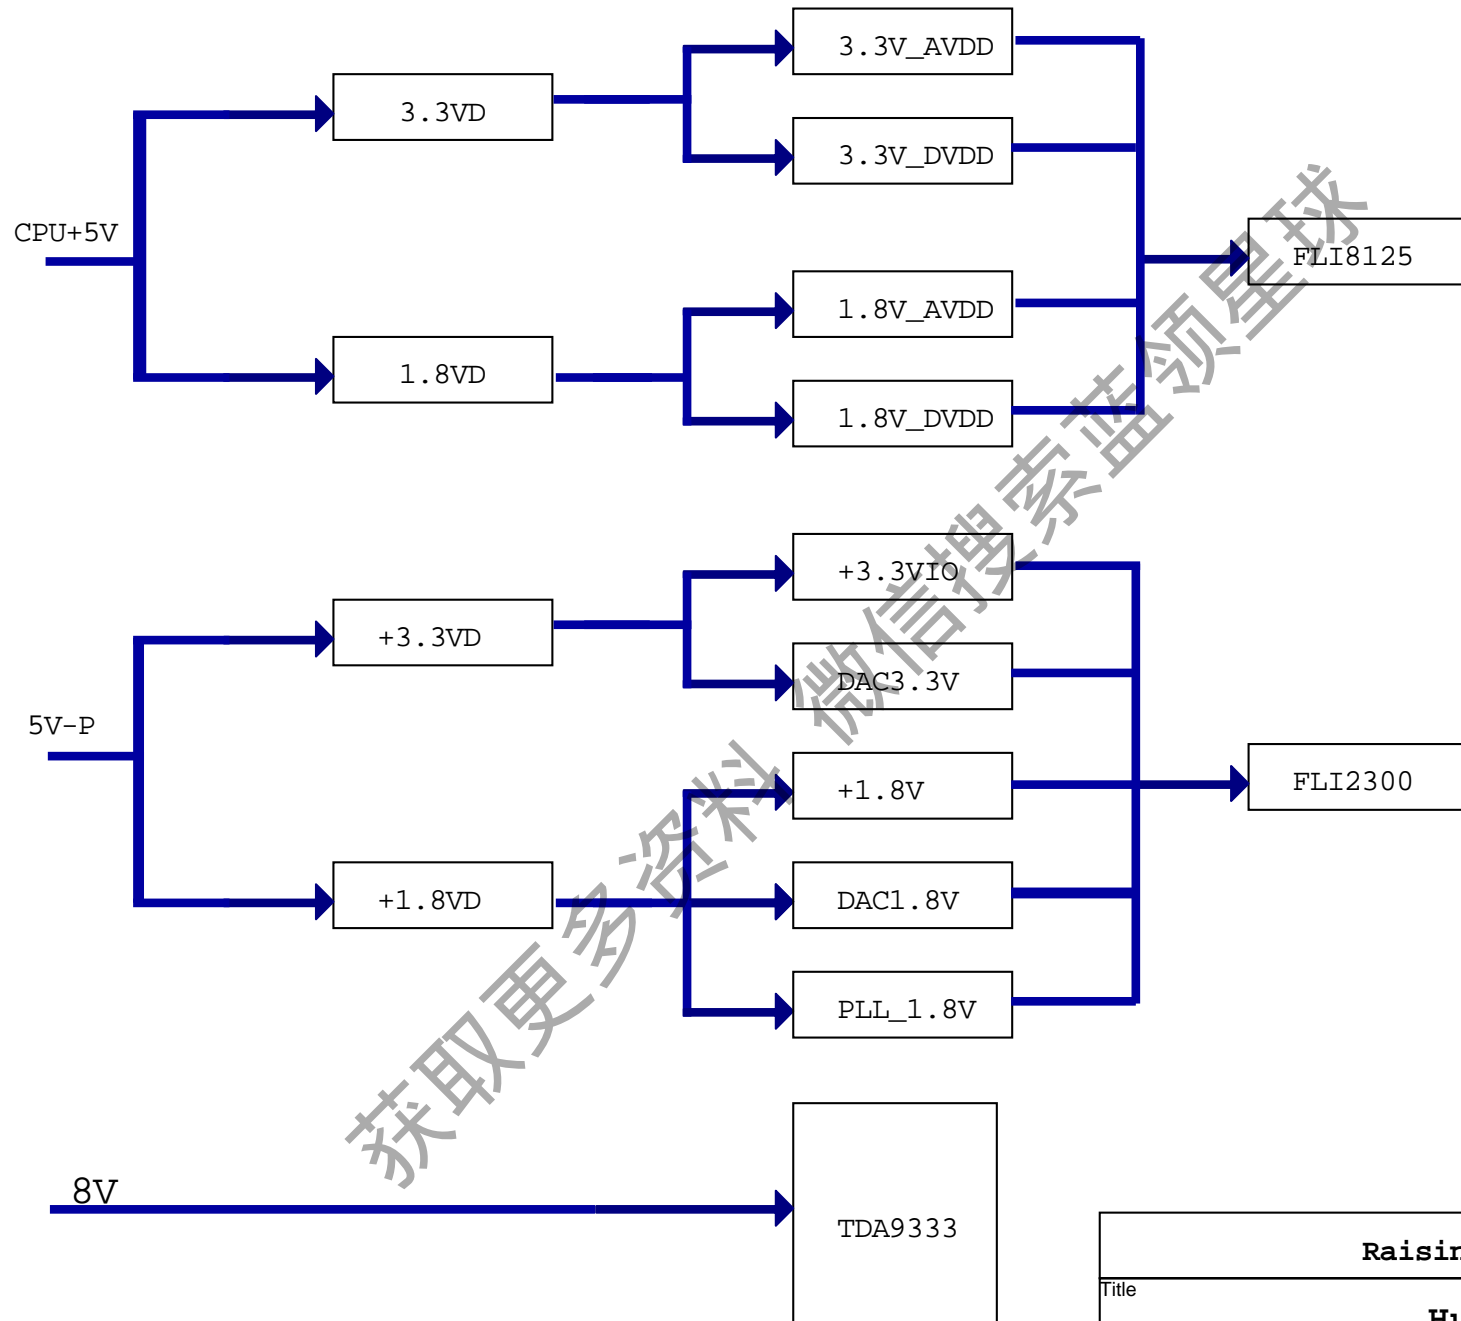 3.3V_AVDD
3.3VD
3.3V_DVDD
CPU+5V
FLI8125
1.8V_AVDD
1.8VD
1.8V_DVDD
+3.3VIO
+3.3VD
DAC3.3V
5V-P
+1.8V
FLI2300
+1.8VD
DAC1.8V
PLL_1.8V
8V
TDA9333
Raisin
Title
Hu
获取更多资料 微信搜索蓝领星球